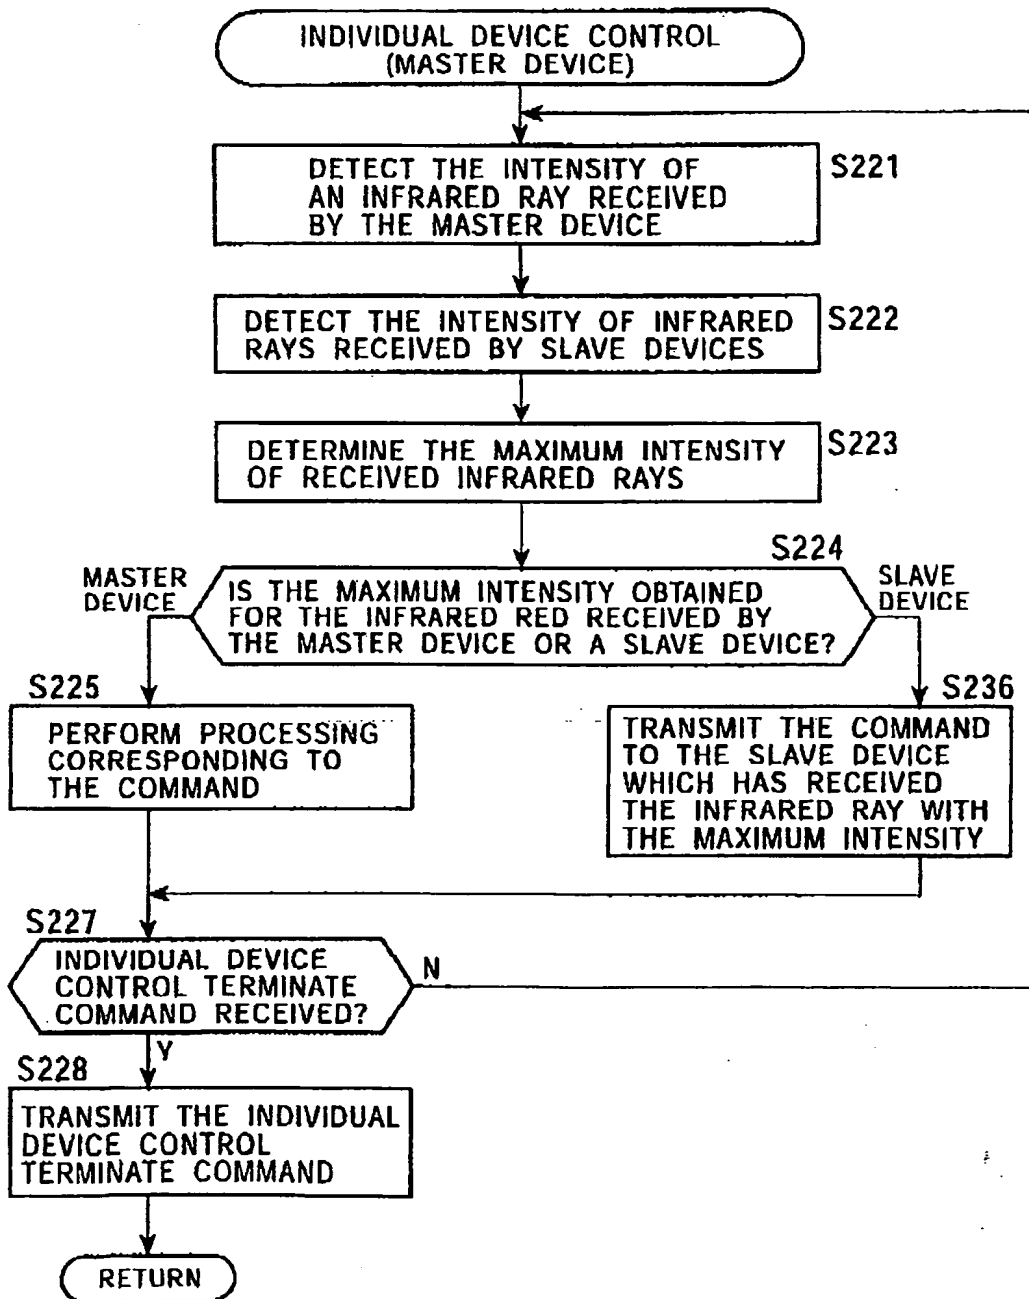 INDIVIDUAL DEVICE CONTROL
(MASTER DEVICE)
DETECT THE INTENSITY OF
AN INFRARED RAY RECEIVED
BY THE MASTER DEVICE
S221
DETECT THE INTENSITY OF INFRARED
RAYS RECEIVED BY SLAVE DEVICES
S222
DETERMINE THE MAXIMUM INTENSITY
OF RECEIVED INFRARED RAYS
S223
S224
MASTER
DEVICE
IS THE MAXIMUM INTENSITY OBTAINED
FOR THE INFRARED RED RECEIVED BY
THE MASTER DEVICE OR A SLAVE DEVICE?
SLAVE
DEVICE
S225
PERFORM PROCESSING
CORRESPONDING TO
THE COMMAND
S236
TRANSMIT THE COMMAND
TO THE SLAVE DEVICE
WHICH HAS RECEIVED
THE INFRARED RAY WITH
THE MAXIMUM INTENSITY
S227
INDIVIDUAL DEVICE
CONTROL TERMINATE
COMMAND RECEIVED?
N
Y
S228
TRANSMIT THE INDIVIDUAL
DEVICE CONTROL
TERMINATE COMMAND
RETURN